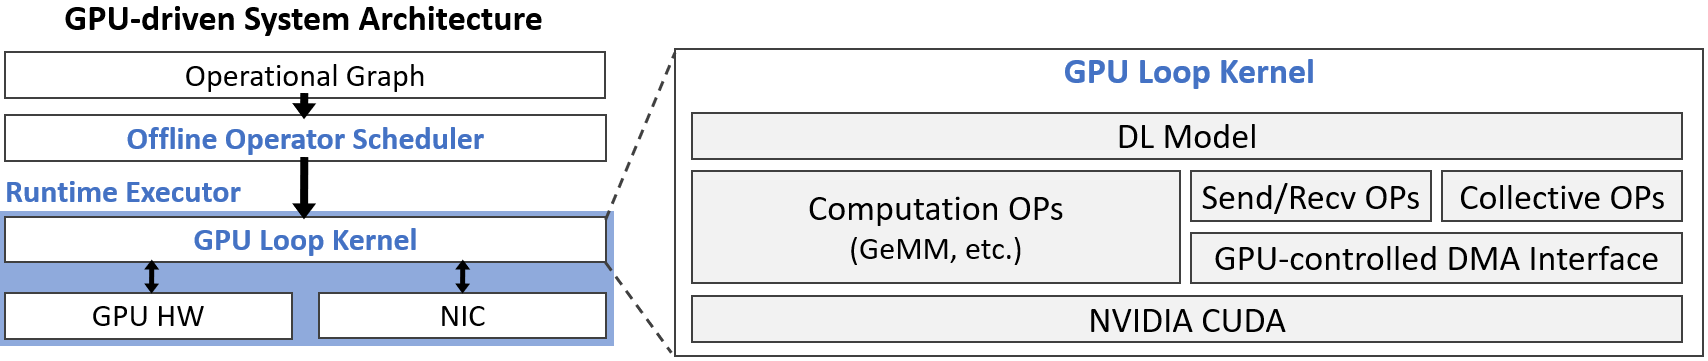 GPU-driven System Architecture
Operational Graph
Offline Operator Scheduler
Runtime Executor
GPU Loop Kernel
GPU HW
NIC
GPU Loop Kernel
DL Model
Computation OPs
(GeMM, etc.)
Send/Recv OPs
Collective OPs
GPU-controlled DMA Interface
NVIDIA CUDA